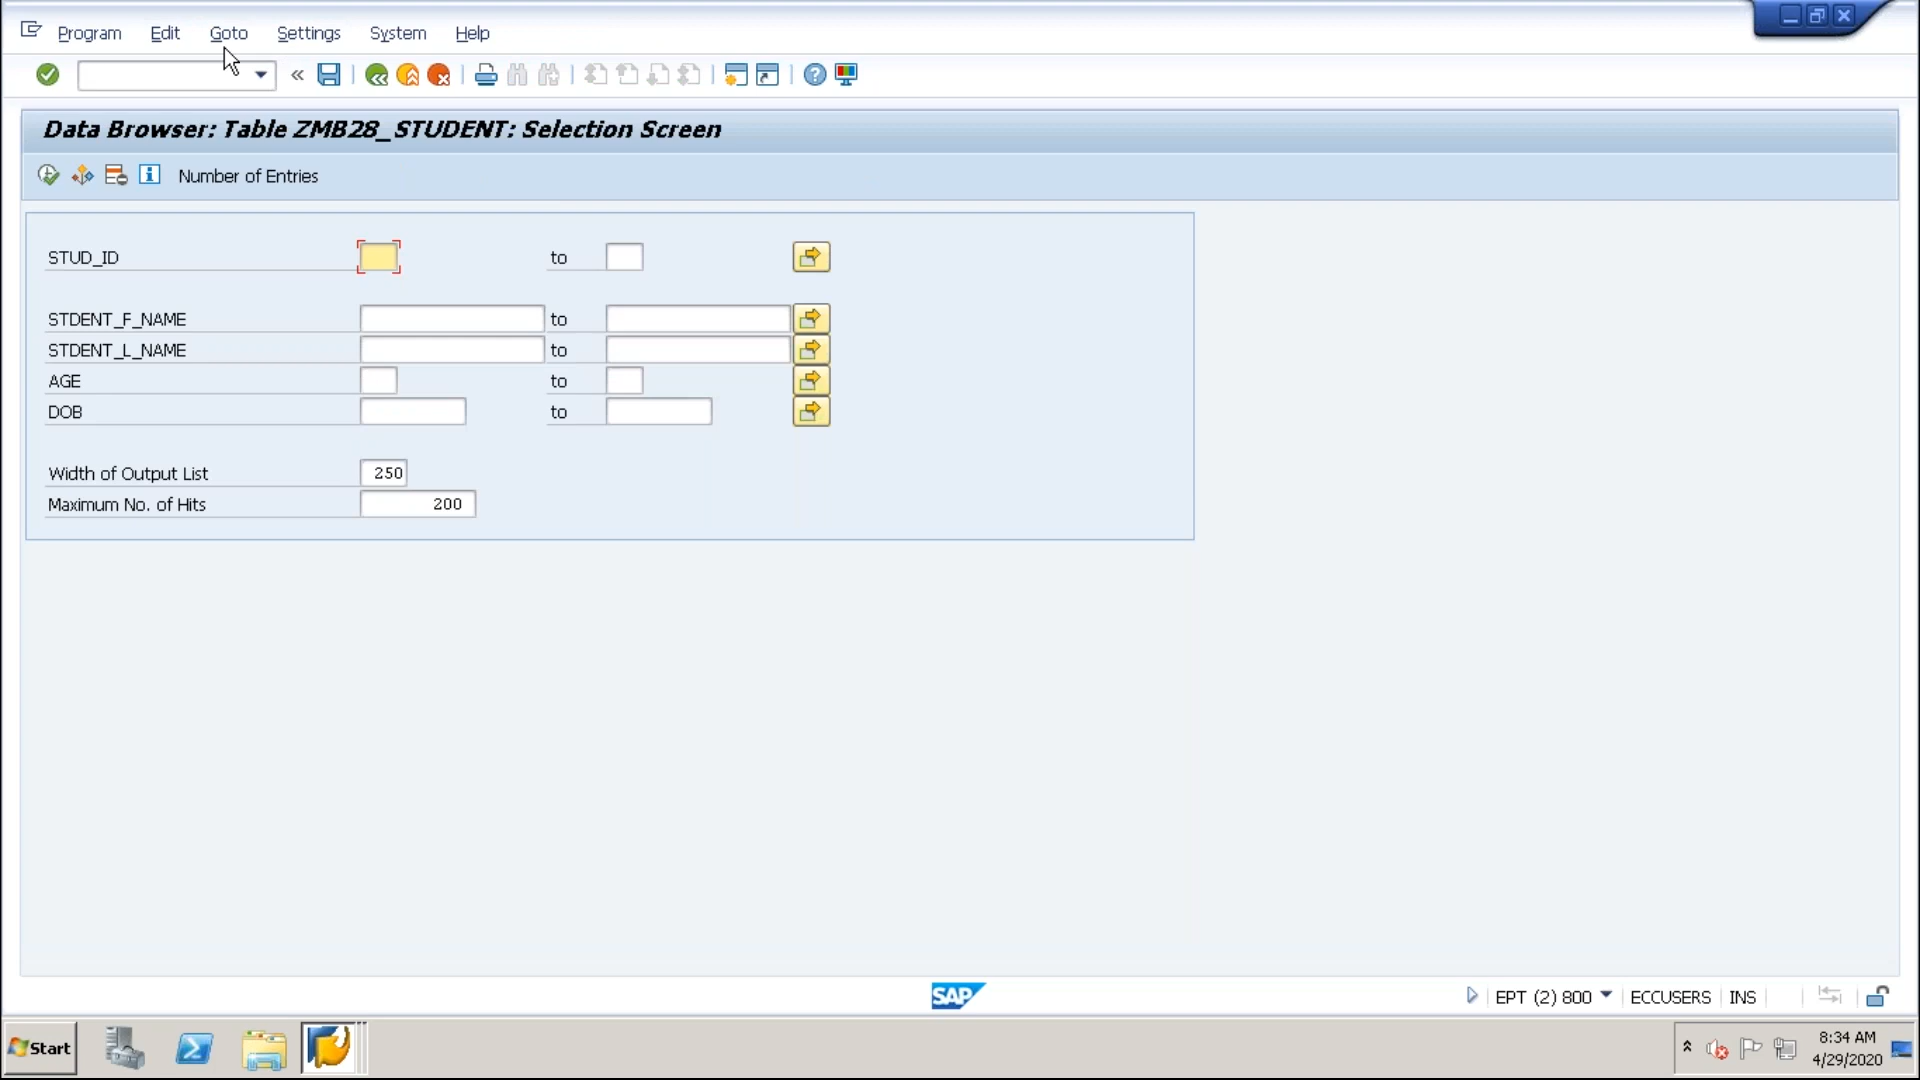 Program Edit Goto Settings System Help
Data Browser: Table ZMB28_STUDENT: Selection Screen
Number of Entries
STUD_ID to
STDENT_F_NAME to
STDENT_L_NAME to
AGE to
DOB to
Width of Output List 250
Maximum No. of Hits 200
SAP EPT (2) 800 ECCUSERS INS
Start
8:34 AM
4/29/2020